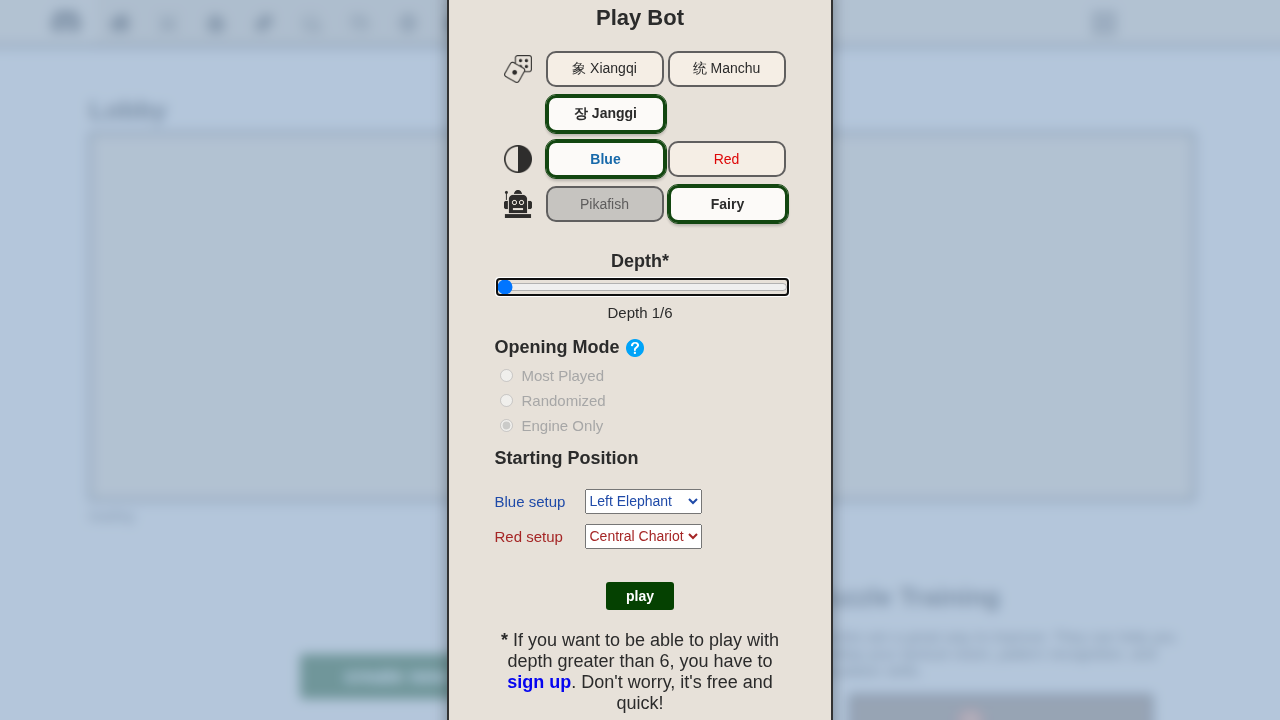 Play Bot
象 Xiangqi
统 Manchu
장 Janggi
Blue
Red
Pikafish
Fairy
Depth*
Depth 1/6
Opening Mode ?
Most Played
Randomized
Engine Only
Starting Position
Blue setup Left Elephant
Red setup Central Chariot
play
* If you want to be able to play with
depth greater than 6, you have to
sign up. Don't worry, it's free and
quick!
Lobby
Training